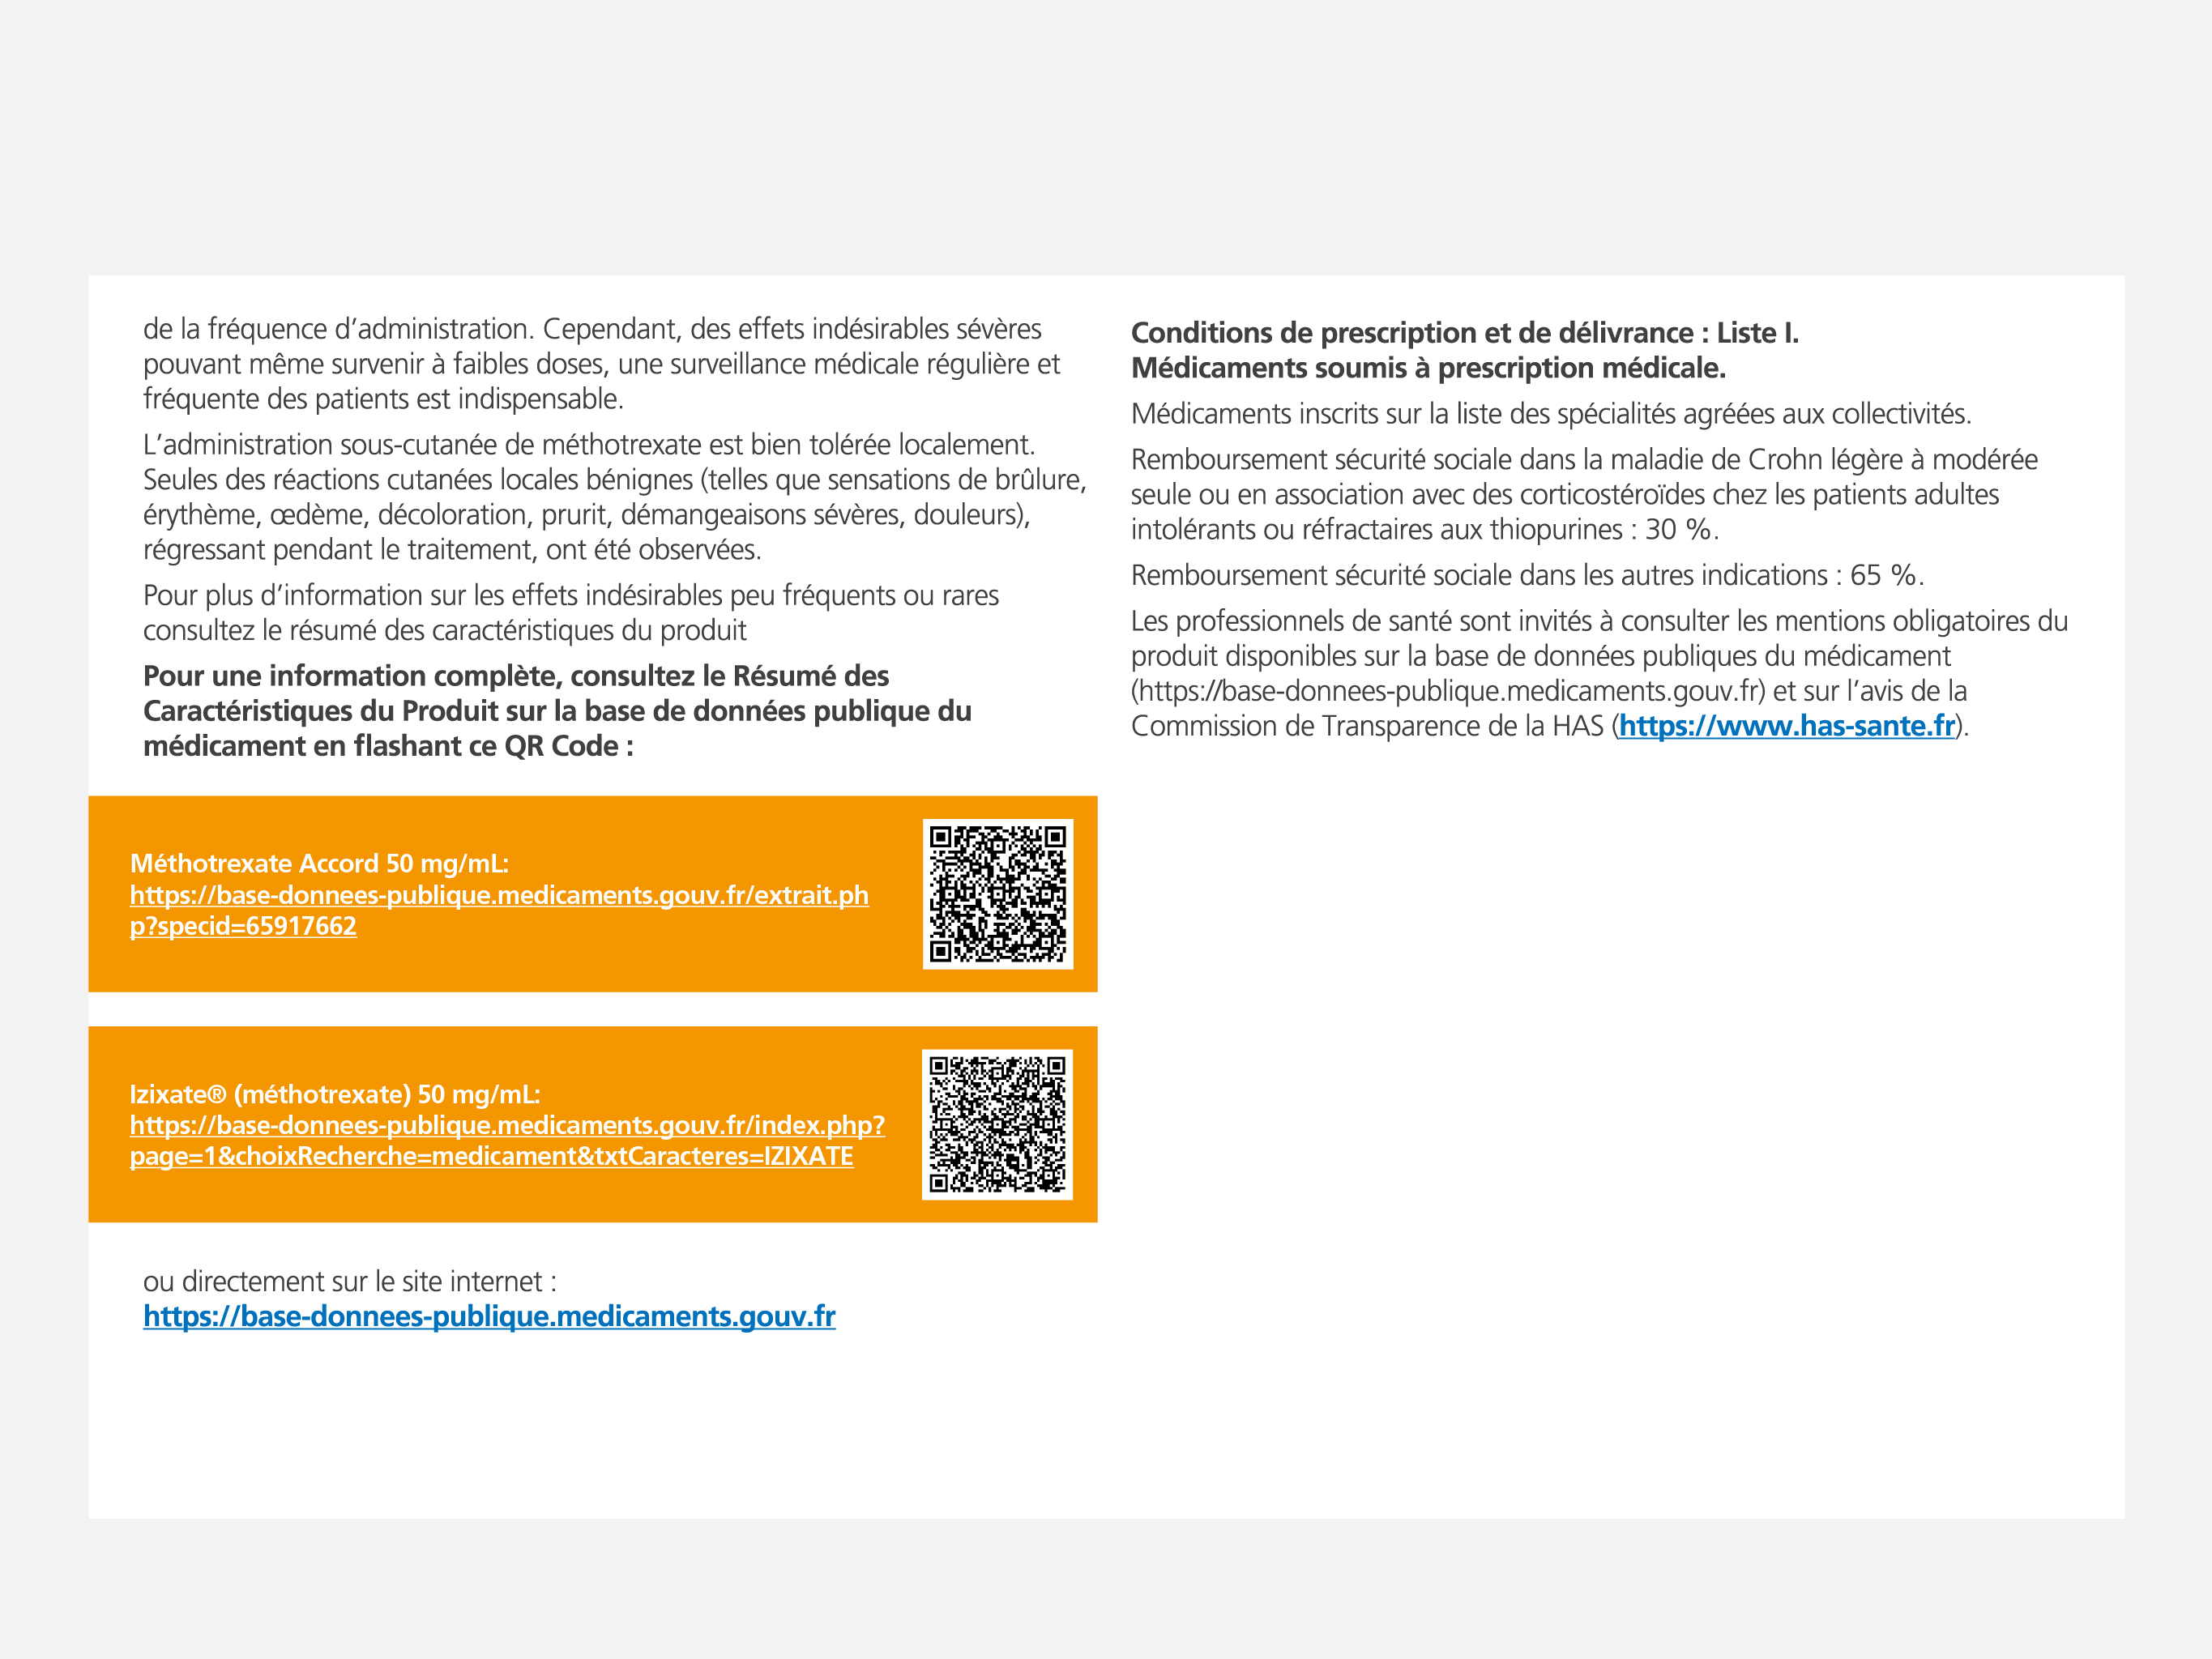 de la fréquence d’administration. Cependant, des effets indésirables sévères
pouvant même survenir à faibles doses, une surveillance médicale régulière et
fréquente des patients est indispensable.
L’administration sous-cutanée de méthotrexate est bien tolérée localement.
Seules des réactions cutanées locales bénignes (telles que sensations de brûlure,
érythème, œdème, décoloration, prurit, démangeaisons sévères, douleurs),
régressant pendant le traitement, ont été observées.
Pour plus d’information sur les effets indésirables peu fréquents ou rares
consultez le résumé des caractéristiques du produit
Pour une information complète, consultez le Résumé des
Caractéristiques du Produit sur la base de données publique du
médicament en flashant ce QR Code :
Méthotrexate Accord 50 mg/mL:
https://base-donnees-publique.medicaments.gouv.fr/extrait.ph
p?specid=65917662
Izixate® (méthotrexate) 50 mg/mL:
https://base-donnees-publique.medicaments.gouv.fr/index.php?
page=1&choixRecherche=medicament&txtCaracteres=IZIXATE
ou directement sur le site internet :
https://base-donnees-publique.medicaments.gouv.fr
Conditions de prescription et de délivrance : Liste I.
Médicaments soumis à prescription médicale.
Médicaments inscrits sur la liste des spécialités agréées aux collectivités.
Remboursement sécurité sociale dans la maladie de Crohn légère à modérée
seule ou en association avec des corticostéroïdes chez les patients adultes
intolérants ou réfractaires aux thiopurines : 30 %.
Remboursement sécurité sociale dans les autres indications : 65 %.
Les professionnels de santé sont invités à consulter les mentions obligatoires du
produit disponibles sur la base de données publiques du médicament
(https://base-donnees-publique.medicaments.gouv.fr) et sur l’avis de la
Commission de Transparence de la HAS (https://www.has-sante.fr).